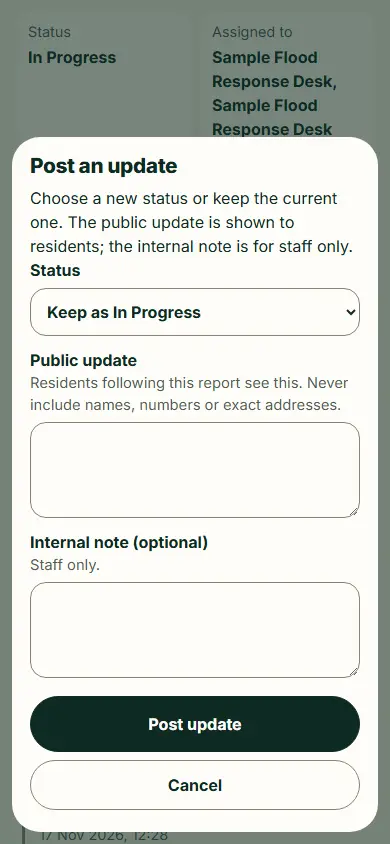 Status
In Progress
Assigned to
Sample Flood
Response Desk,
Sample Flood
Response Desk
Post an update
Choose a new status or keep the current
one. The public update is shown to
residents; the internal note is for staff only.
Status
Keep as In Progress
Public update
Residents following this report see this. Never
include names, numbers or exact addresses.
Internal note (optional)
Staff only.
Post update
Cancel
17 Nov 2026, 12:28